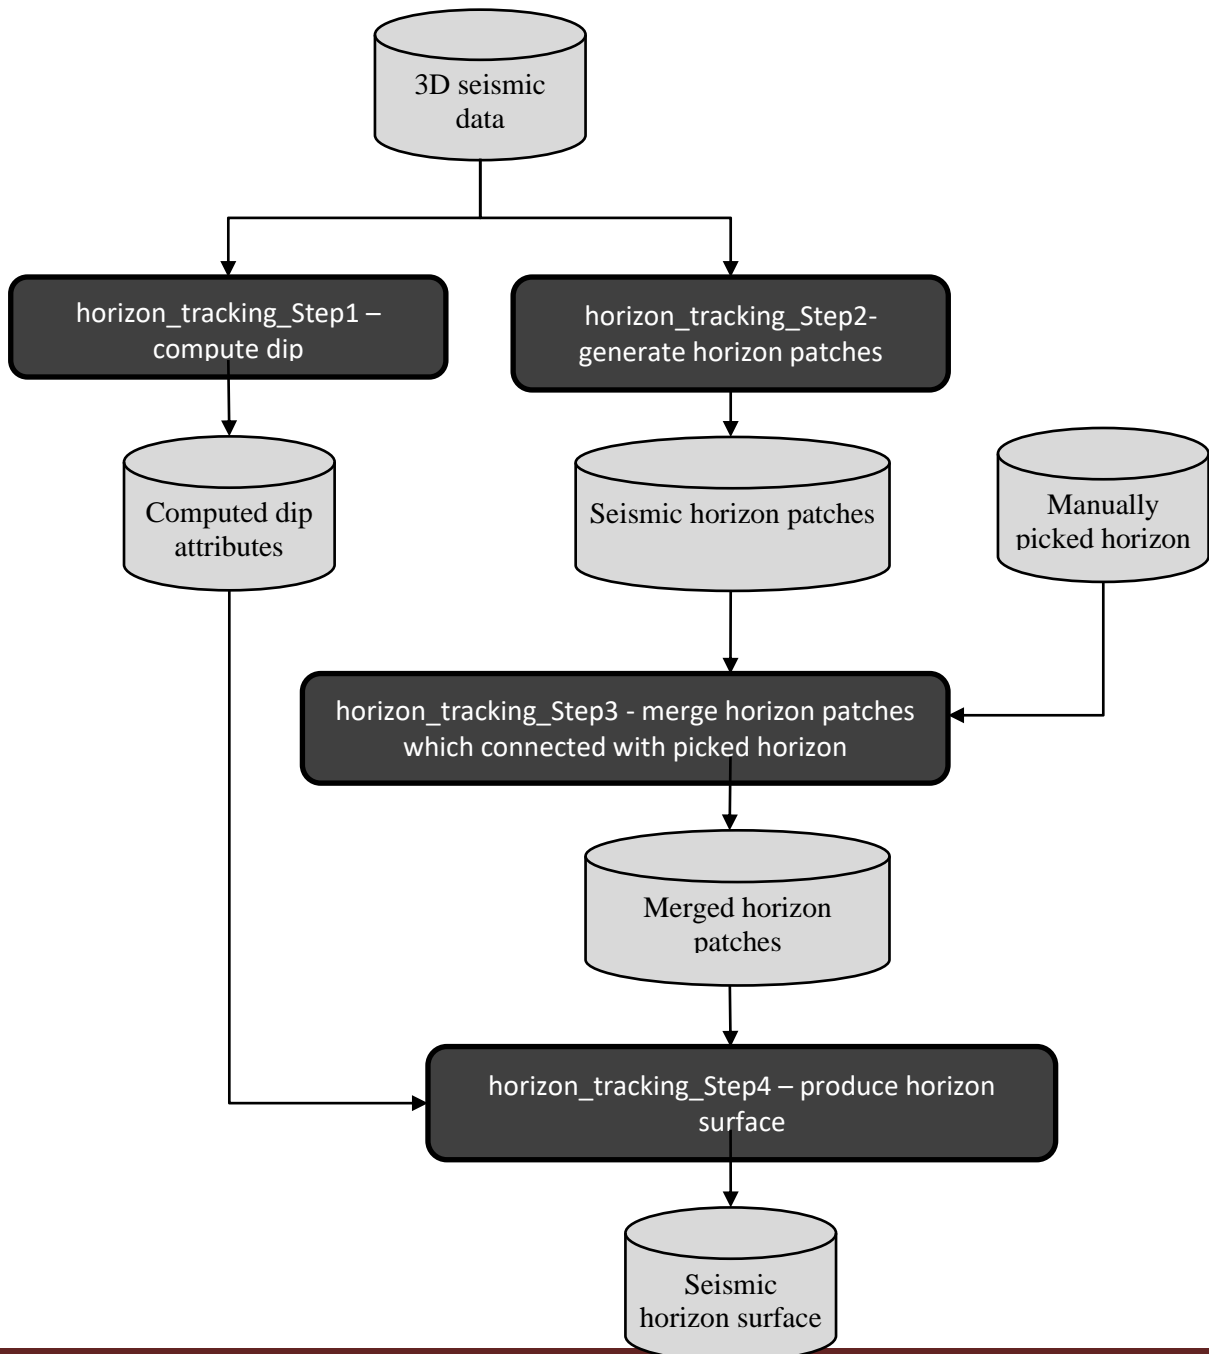 3D seismic
data
horizon_tracking_Step1 –
compute dip
horizon_tracking_Step2-
generate horizon patches
Computed dip
attributes
Seismic horizon patches
Manually
picked horizon
horizon_tracking_Step3 - merge horizon patches
which connected with picked horizon
Merged horizon
patches
horizon_tracking_Step4 – produce horizon
surface
Seismic
horizon surface